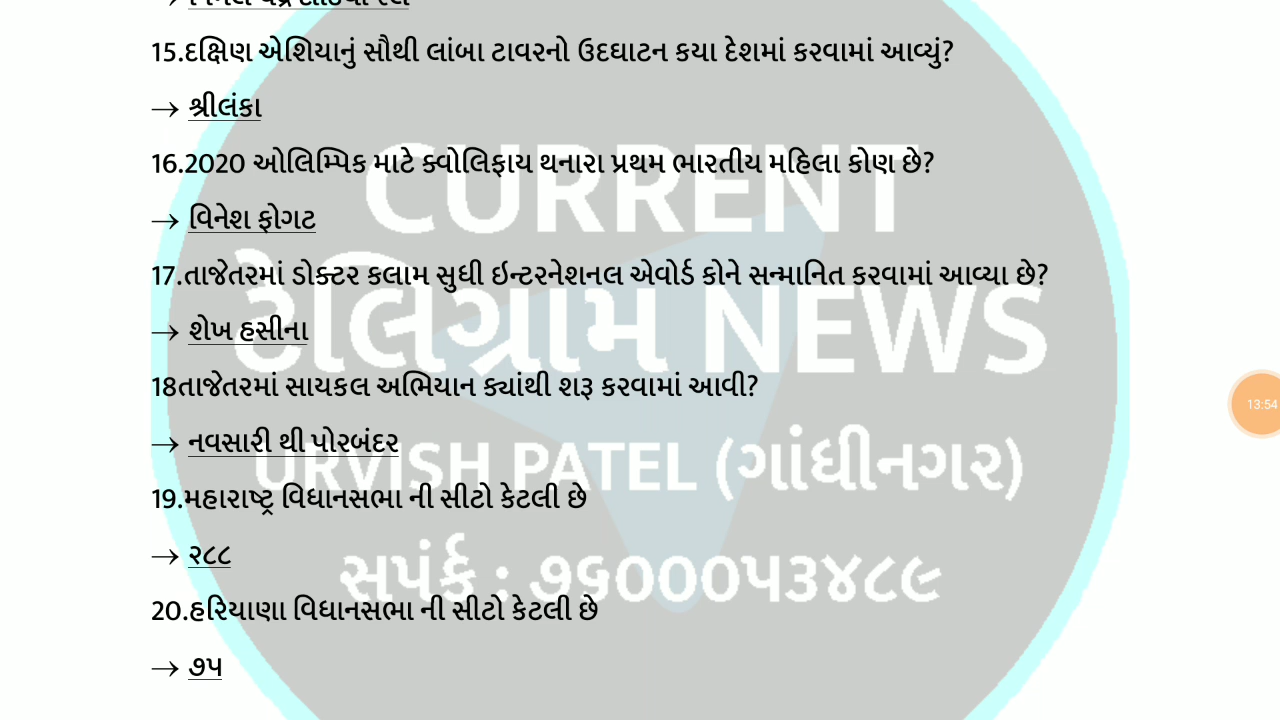 15.દક્ષિણ એશિયાનું સૌથી લાંબા ટાવરનો ઉદઘાટન કયા દેશમાં કરવામાં આવ્યું?
→ શ્રીલંકા
16.2020 ઓલિમ્પિક માટે ક્વોલિફાય થનારા પ્રથમ ભારતીય મહિલા કોણ છે?
→ વિનેશ ફોગટ
17.તાજેતરમાં ડોક્ટર કલામ સુધી ઇન્ટરનેશનલ એવોર્ડ કોને સન્માનિત કરવામાં આવ્યા છે?
→ શેખ હસીના
18તાજેતરમાં સાયકલ અભિયાન ક્યાંથી શરૂ કરવામાં આવી?
→ નવસારી થી પોરબંદર
19.મહારાષ્ટ્ર વિધાનસભા ની સીટો કેટલી છે
→ ૨૮૮
20.હરિયાણા વિધાનસભા ની સીટો કેટલી છે
→ ૭૫
CURRENT
ટેલિગ્રામ NEWS
URVISH PATEL (ગાંધીનગર)
સપંર્ક : ૭૬૦૦૦૫૩૪૮૯
13:54